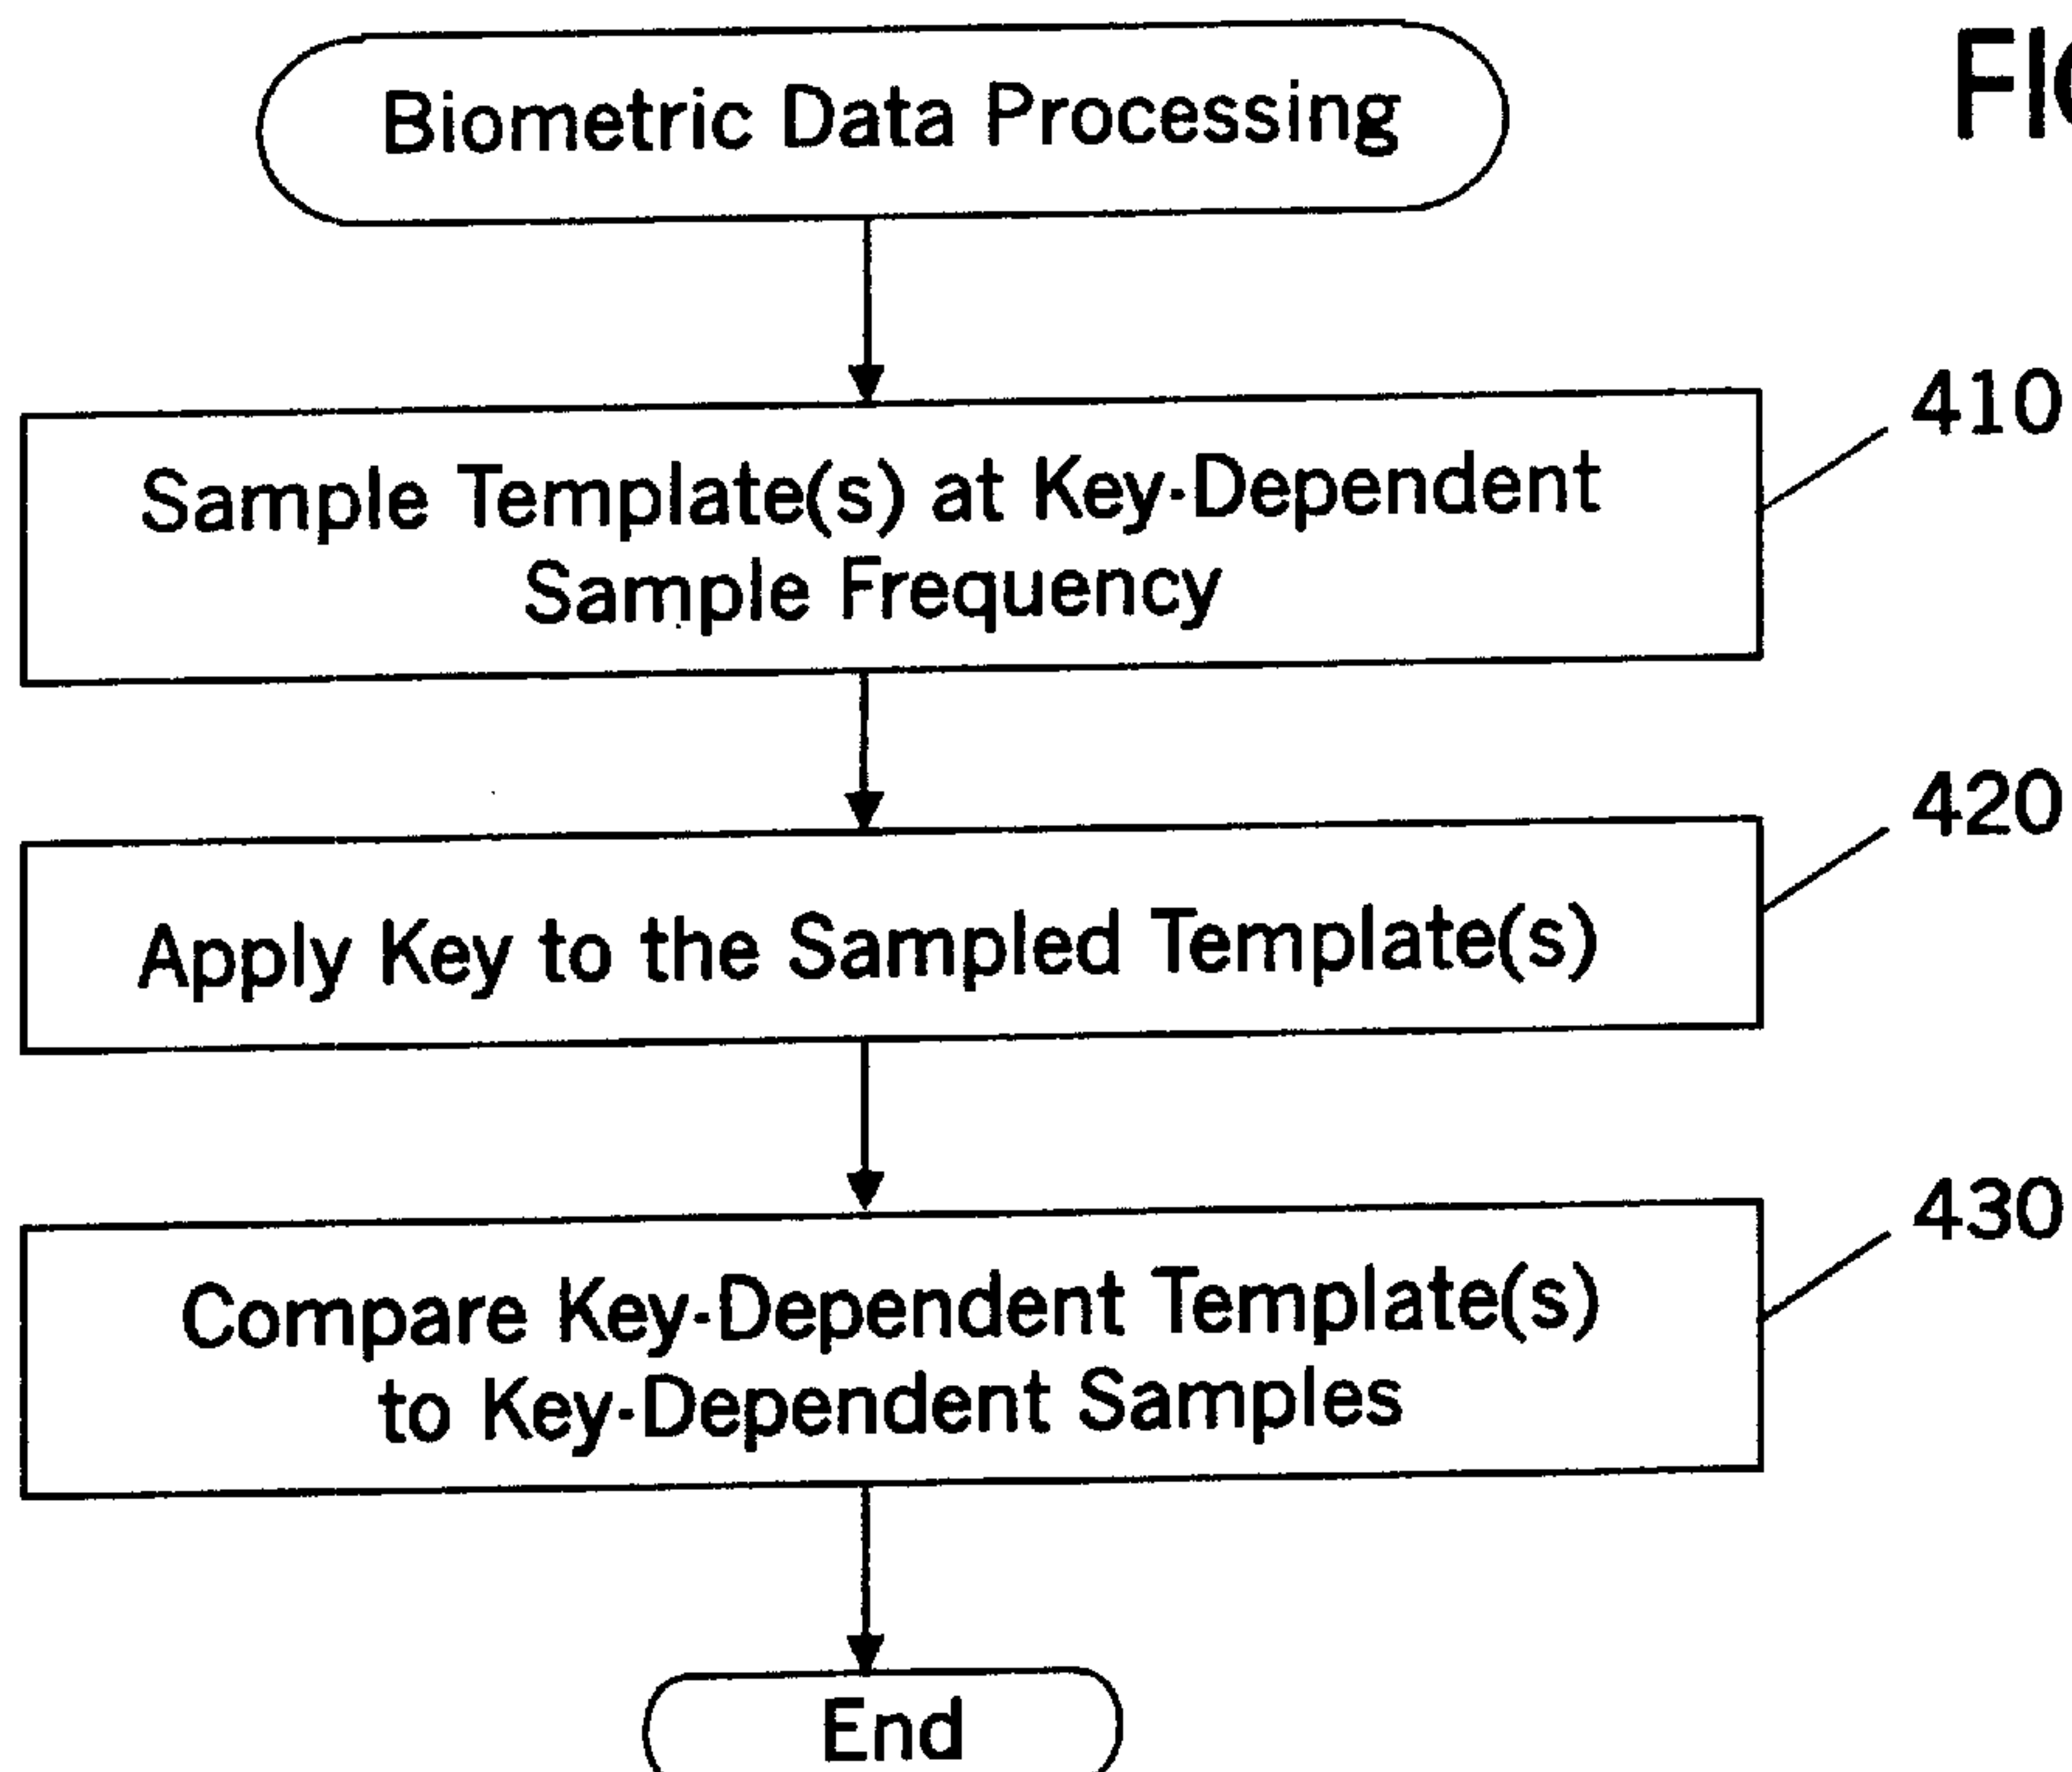 Biometric Data Processing
410
Sample Template(s) at Key-Dependent
Sample Frequency
420
Apply Key to the Sampled Template(s)
430
Compare Key-Dependent Template(s)
to Key-Dependent Samples
End